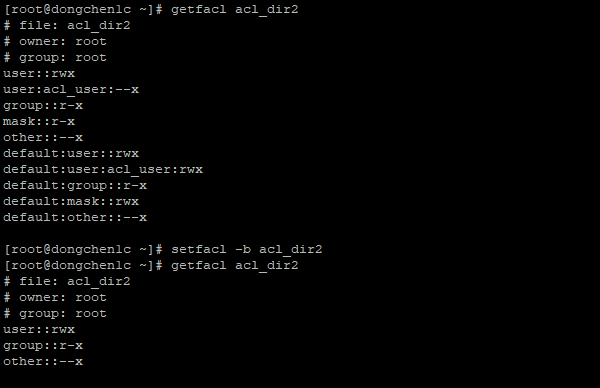 [root@dongchen1c ~]# getfacl acl_dir2
# file: acl_dir2
# owner: root
# group: root
user::rwx
user:acl_user:--x
group::r-x
mask::r-x
other::--x
default:user::rwx
default:user:acl_user:rwx
default:group::r-x
default:mask::rwx
default:other::--x
[root@dongchen1c ~]# setfacl -b acl_dir2
[root@dongchen1c ~]# getfacl acl_dir2
# file: acl_dir2
# owner: root
# group: root
user::rwx
group::r-x
other::--x